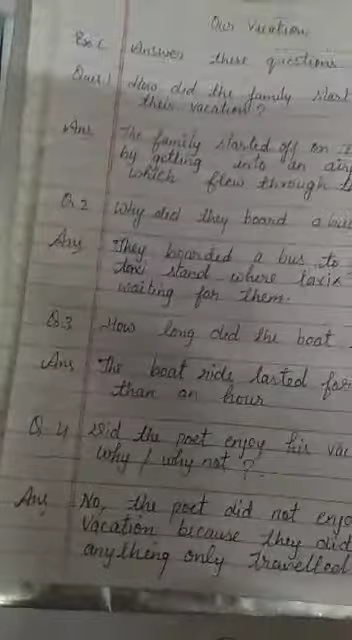 Our Vacation
Ex C Answer these questions
Ques 1 How did the family start
their vacation?
Ans The family started off on
by getting into an
which flew through
Q.2 Why did they board a bus
Ans They boarded a bus to
taxi stand where taxis
waiting for them.
Q.3 How long did the boat
Ans The boat ride lasted for
than an hour
Q.4 Did the poet enjoy his vac
why / why not ?
Ans No, the poet did not enjo
vacation because they did
anything only travelled